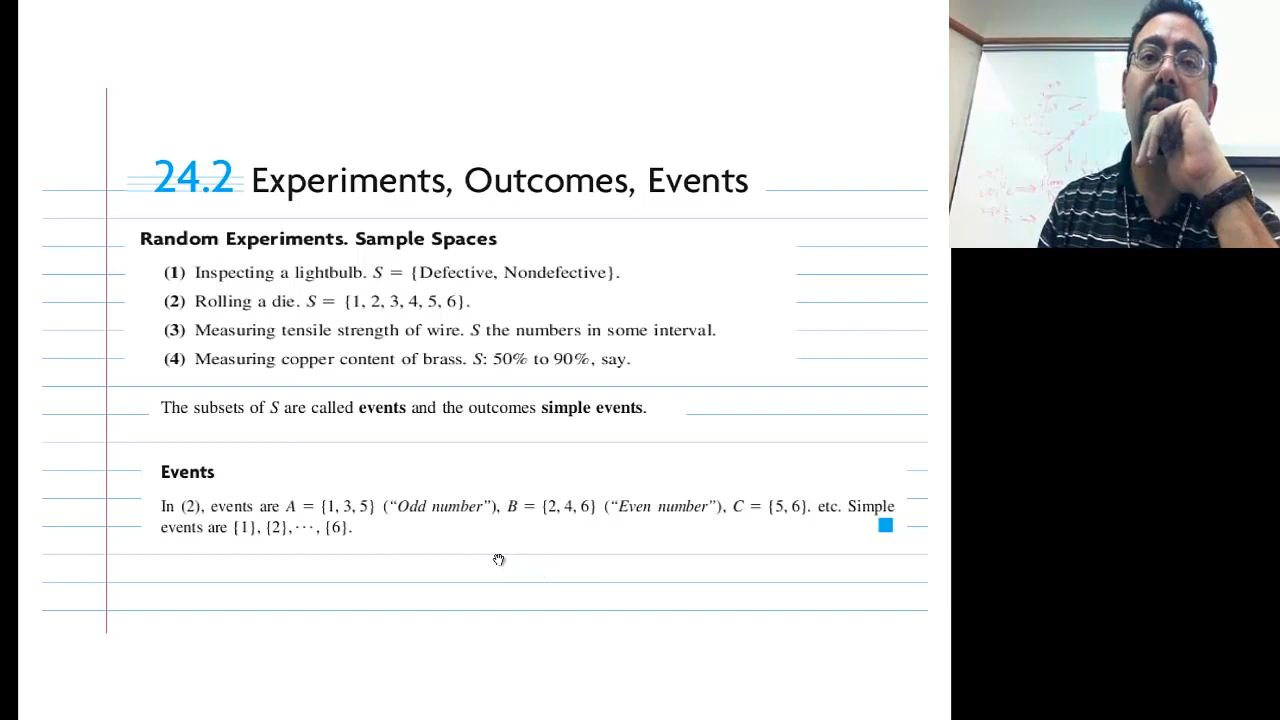 24.2 Experiments, Outcomes, Events
Random Experiments. Sample Spaces
(1) Inspecting a lightbulb. S = {Defective, Nondefective}.
(2) Rolling a die. S = {1, 2, 3, 4, 5, 6}.
(3) Measuring tensile strength of wire. S the numbers in some interval.
(4) Measuring copper content of brass. S: 50% to 90%, say.
The subsets of S are called events and the outcomes simple events.
Events
In (2), events are A = {1, 3, 5} (“Odd number”), B = {2, 4, 6} (“Even number”), C = {5, 6}. etc. Simple
events are {1}, {2}, ⋯, {6}.